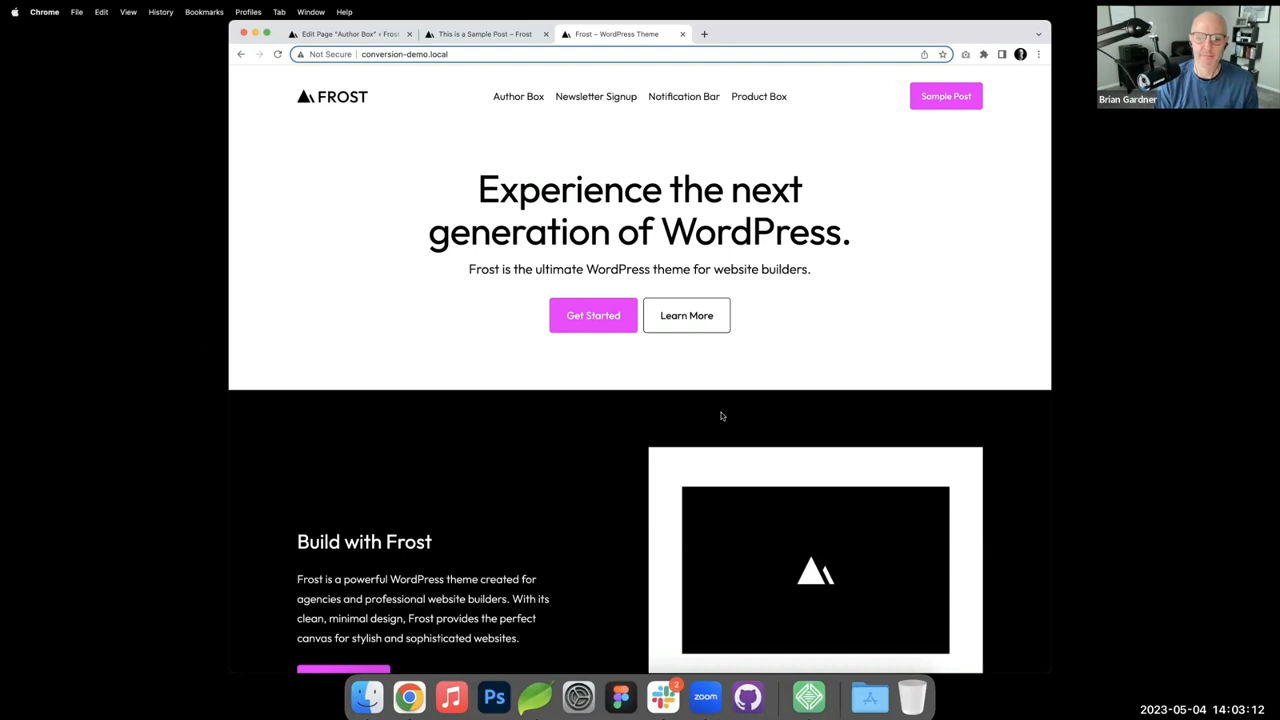 Chrome File Edit View History Bookmarks Profiles Tab Window Help
Edit Page "Author Box" ‹ Frost
This is a Sample Post – Frost
Frost – WordPress Theme
Not Secure conversion-demo.local
Brian Gardner
FROST
Author Box Newsletter Signup Notification Bar Product Box
Sample Post
Experience the next
generation of WordPress.
Frost is the ultimate WordPress theme for website builders.
Get Started Learn More
Build with Frost
Frost is a powerful WordPress theme created for
agencies and professional website builders. With its
clean, minimal design, Frost provides the perfect
canvas for stylish and sophisticated websites.
Ps
2
zoom
2023-05-04 14:03:12